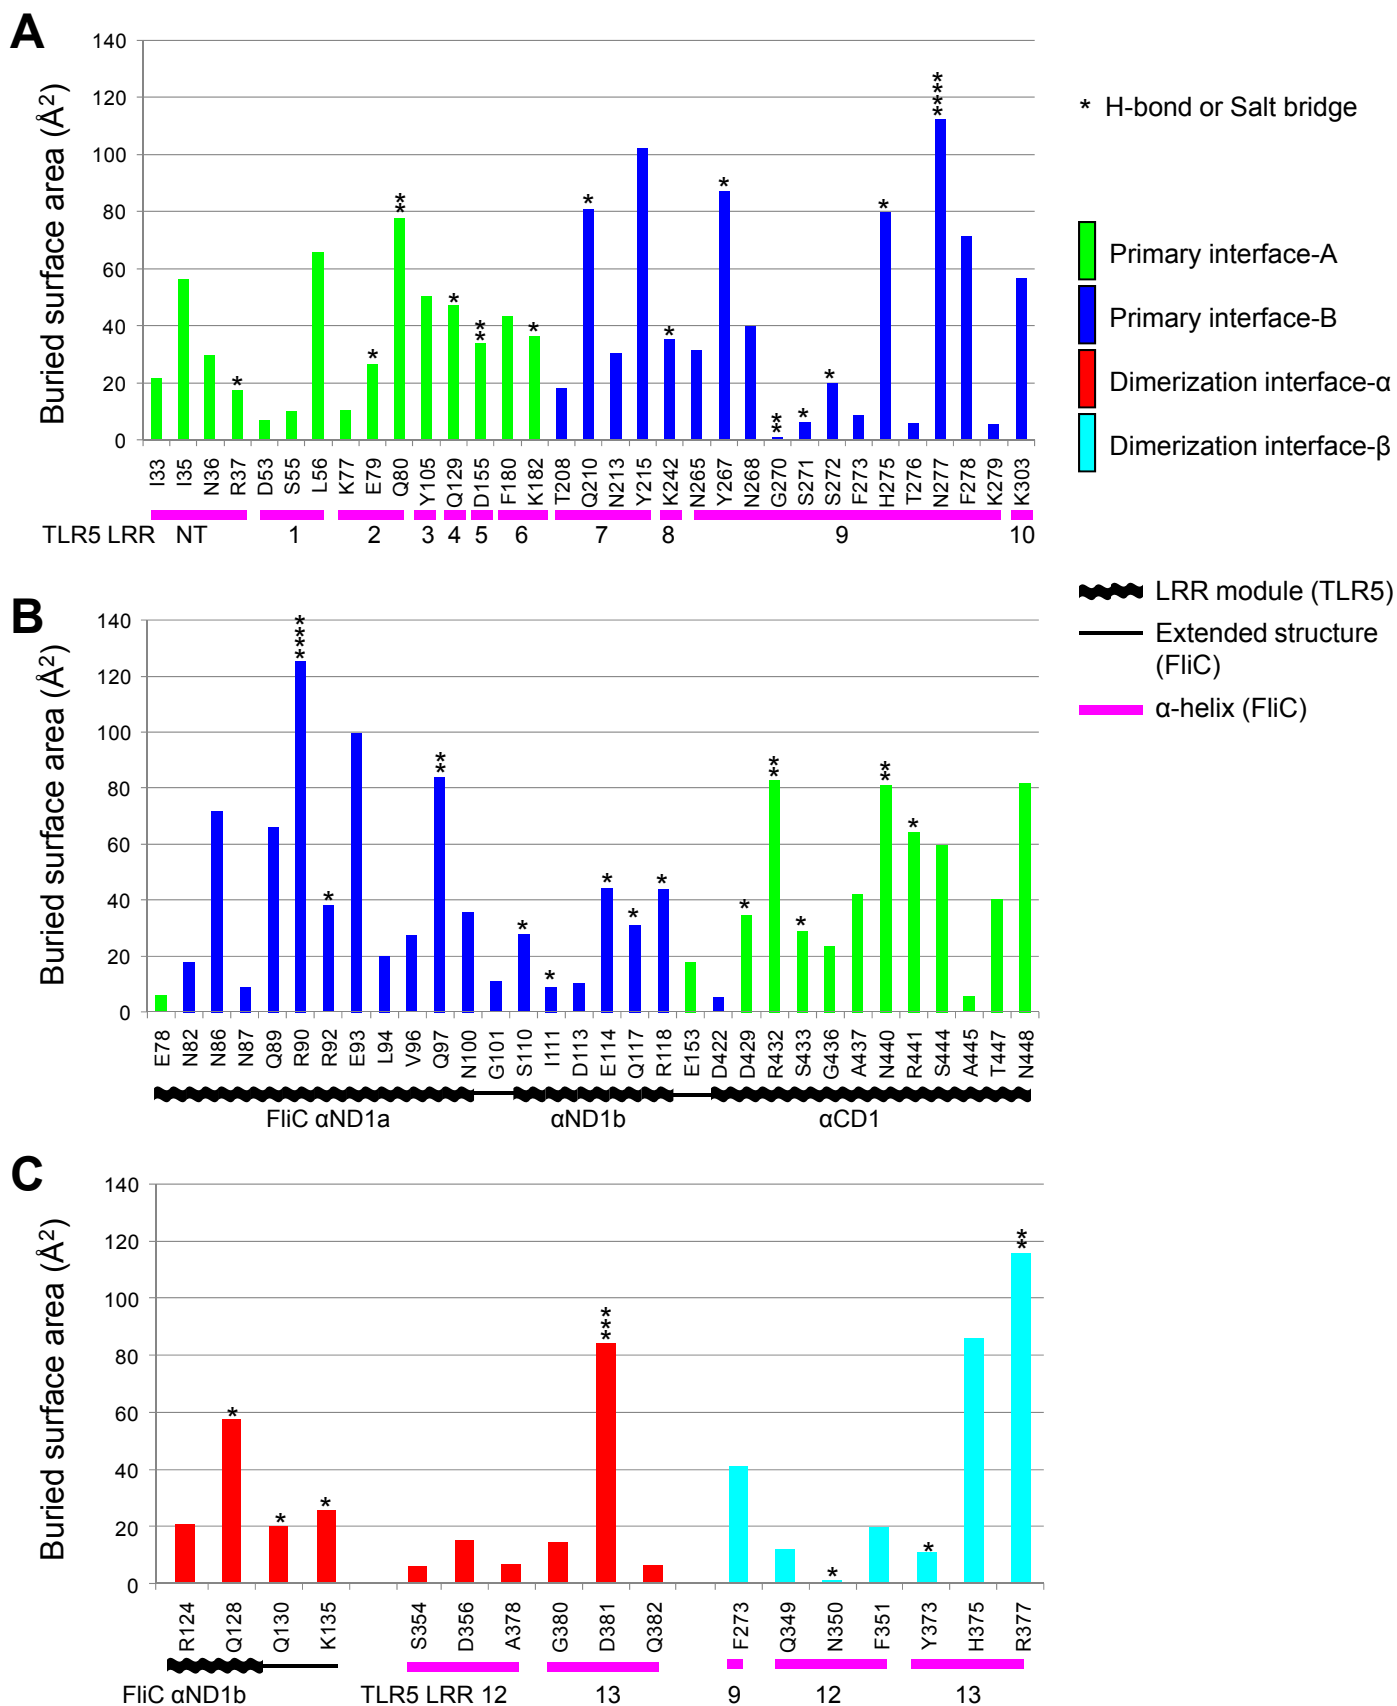 A
Buried surface area (Å²)
140
120
100
80
60
40
20
0
* * * * * * * * * * * * * * * * * * * * *
I33 I35 N36 R37 D53 S55 L56 K77 E79 Q80 Y105 Q129 D155 F180 K182 T208 Q210 N213 Y215 K242 N265 Y267 N268 G270 S271 S272 F273 H275 T276 N277 F278 K279 K303
TLR5 LRR NT 1 2 3 4 5 6 7 8 9 10
* H-bond or Salt bridge
Primary interface-A
Primary interface-B
Dimerization interface-α
Dimerization interface-β
LRR module (TLR5)
Extended structure
(FliC)
α-helix (FliC)
B
Buried surface area (Å²)
140
120
100
80
60
40
20
0
* * * * * * * * * * * * * * * * * * * *
E78 N82 N86 N87 Q89 R90 R92 E93 L94 V96 Q97 N100 G101 S110 I111 D113 E114 Q117 R118 E153 D422 D429 R432 S433 G436 A437 N440 R441 S444 A445 T447 N448
FliC αND1a αND1b αCD1
C
Buried surface area (Å²)
140
120
100
80
60
40
20
0
* * * * * * * * * *
R124 Q128 Q130 K135 S354 D356 A378 G380 D381 Q382 F273 Q349 N350 F351 Y373 H375 R377
FliC αND1b TLR5 LRR 12 13 9 12 13